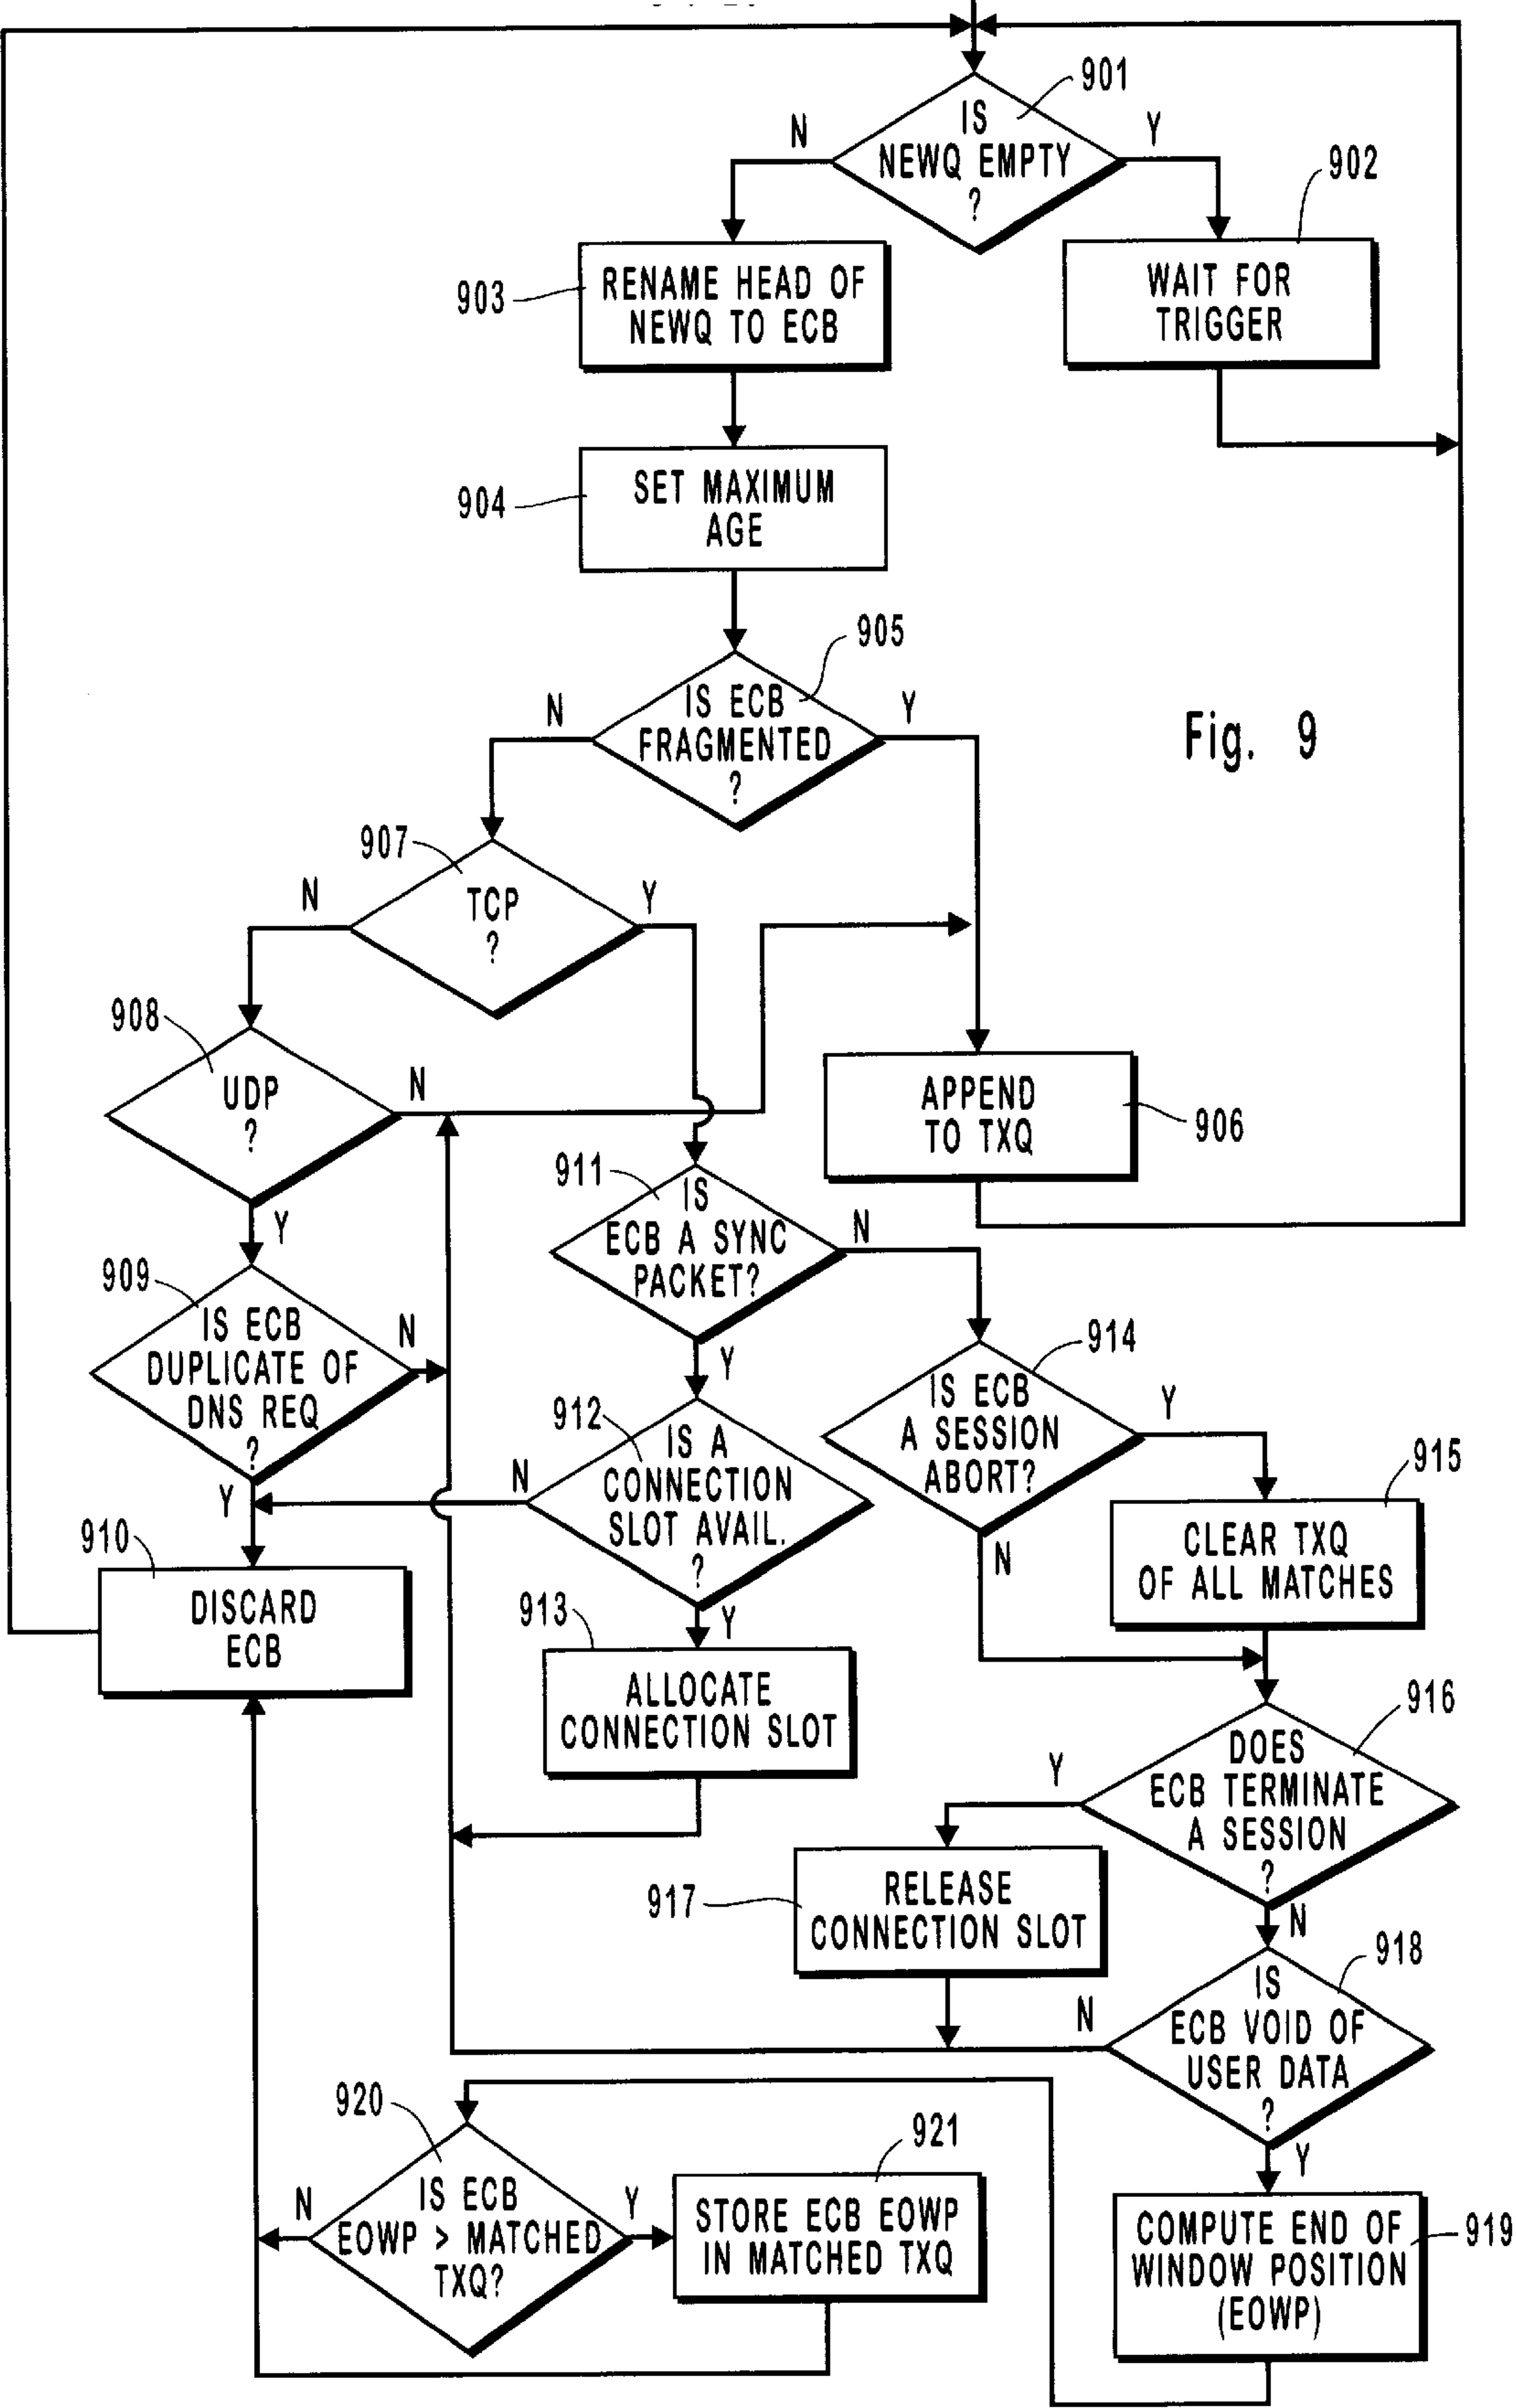 901
IS
NEWQ EMPTY
?
N
Y
902
903
RENAME HEAD OF
NEWQ TO ECB
WAIT FOR
TRIGGER
904
SET MAXIMUM
AGE
905
IS ECB
FRAGMENTED
?
N
Y
Fig. 9
907
TCP
?
N
Y
908
UDP
?
N
Y
APPEND
TO TXQ
906
911
IS
ECB A SYNC
PACKET?
N
Y
909
IS ECB
DUPLICATE OF
DNS REQ
?
N
Y
914
IS ECB
A SESSION
ABORT?
Y
N
912
IS A
CONNECTION
SLOT AVAIL.
?
N
Y
915
CLEAR TXQ
OF ALL MATCHES
910
DISCARD
ECB
913
ALLOCATE
CONNECTION SLOT
916
DOES
ECB TERMINATE
A SESSION
?
Y
N
917
RELEASE
CONNECTION SLOT
918
IS
ECB VOID OF
USER DATA
?
N
Y
920
IS ECB
EOWP > MATCHED
TXQ?
N
Y
921
STORE ECB EOWP
IN MATCHED TXQ
919
COMPUTE END OF
WINDOW POSITION
(EOWP)